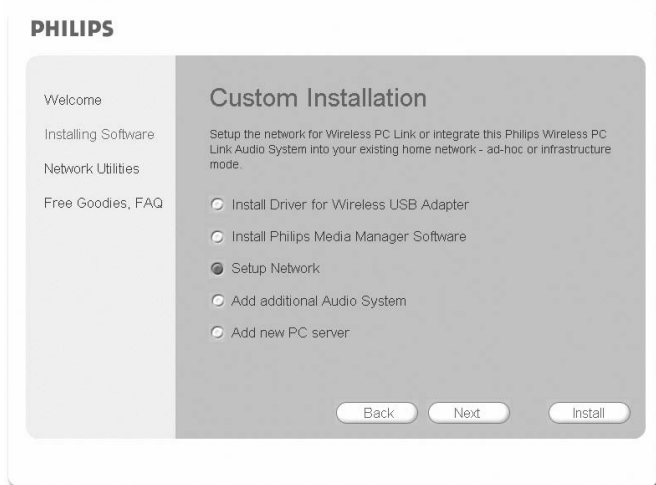 PHILIPS
Welcome
Installing Software
Network Utilities
Free Goodies, FAQ
Custom Installation
Setup the network for Wireless PC Link or integrate this Philips Wireless PC
Link Audio System into your existing home network - ad-hoc or infrastructure
mode.
Install Driver for Wireless USB Adapter
Install Philips Media Manager Software
Setup Network
Add additional Audio System
Add new PC server
Back
Next
Install